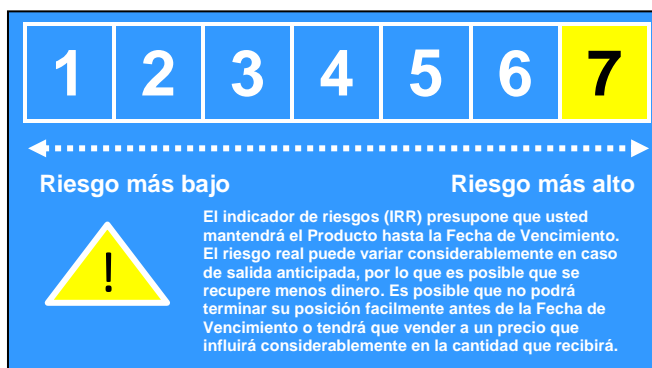 1 2 3 4 5 6 7
Riesgo más bajo Riesgo más alto
!
El indicador de riesgos (IRR) presupone que usted
mantendrá el Producto hasta la Fecha de Vencimiento.
El riesgo real puede variar considerablemente en caso
de salida anticipada, por lo que es posible que se
recupere menos dinero. Es posible que no podrá
terminar su posición facilmente antes de la Fecha de
Vencimiento o tendrá que vender a un precio que
influirá considerablemente en la cantidad que recibirá.